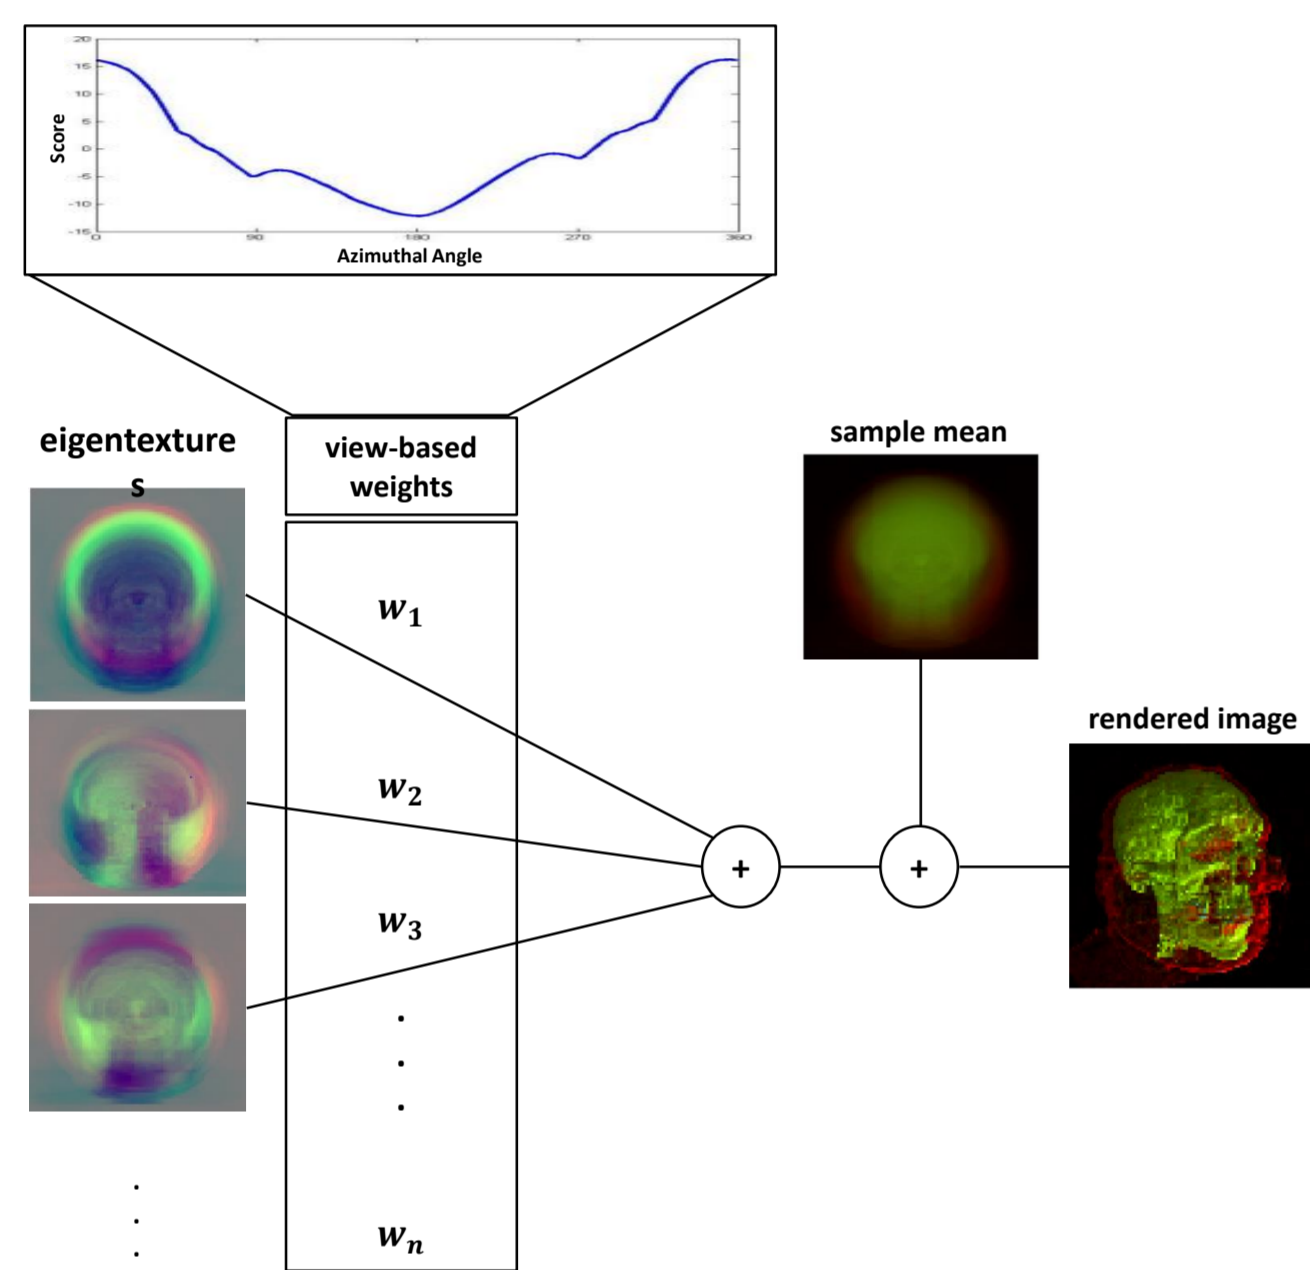 20
15
10
5
0
-5
-10
-15
0 90 180 270 360
Score
Azimuthal Angle
eigentexture
s
view-based
weights
sample mean
w1
w2
w3
.
.
.
wn
.
.
.
+ +
rendered image